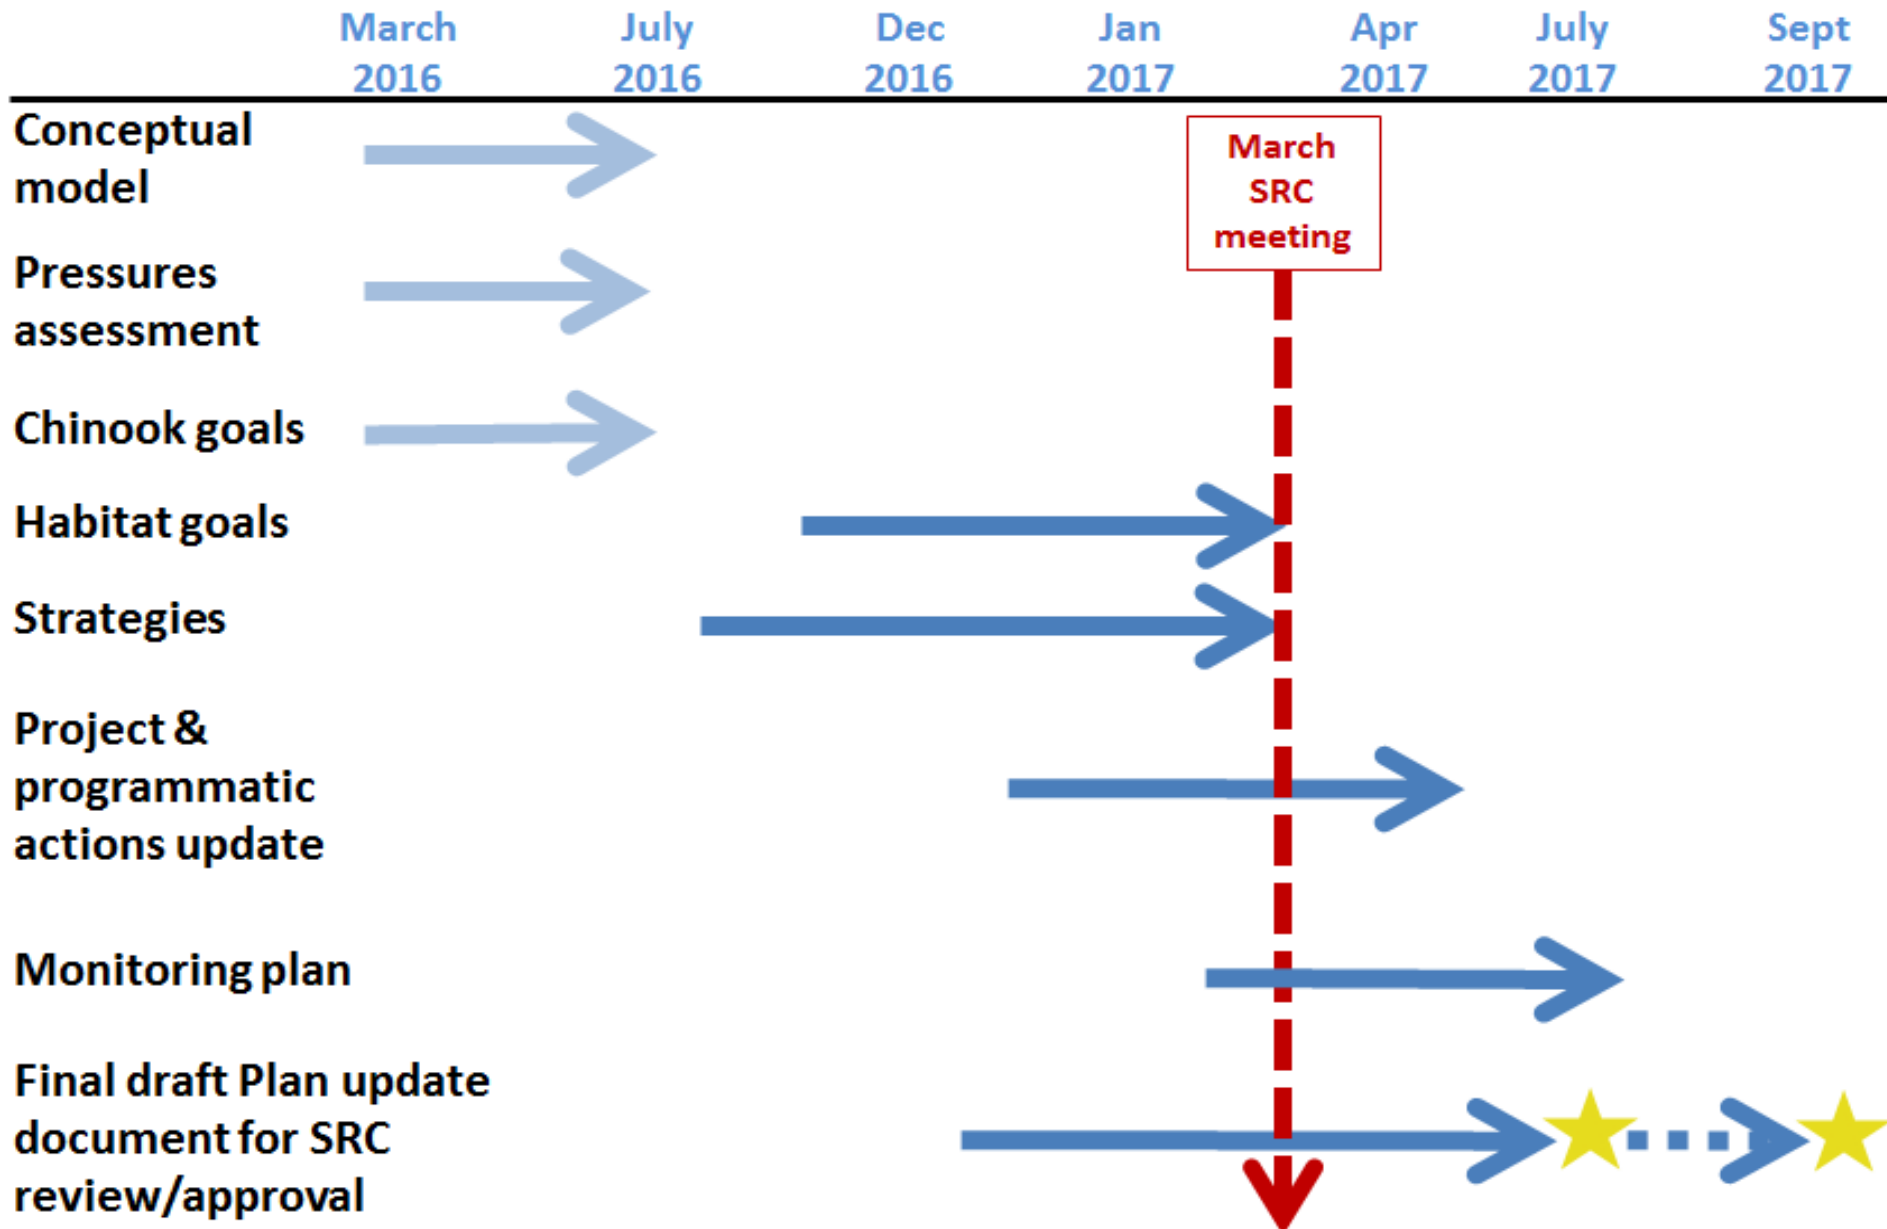 March July Dec Jan Apr July Sept
2016 2016 2016 2017 2017 2017 2017
Conceptual
model
March
SRC
meeting
Pressures
assessment
Chinook goals
Habitat goals
Strategies
Project &
programmatic
actions update
Monitoring plan
Final draft Plan update
document for SRC
review/approval